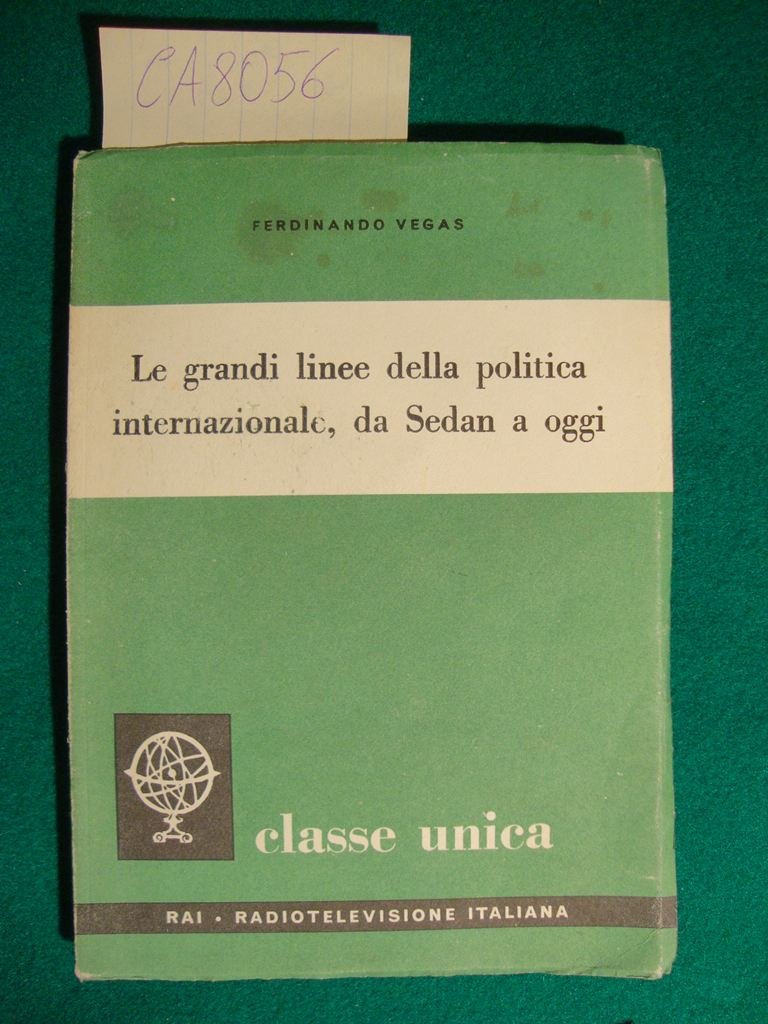 CA8056
FERDINANDO VEGAS
Le grandi linee della politica
internazionale, da Sedan a oggi
classe unica
RAI • RADIOTELEVISIONE ITALIANA